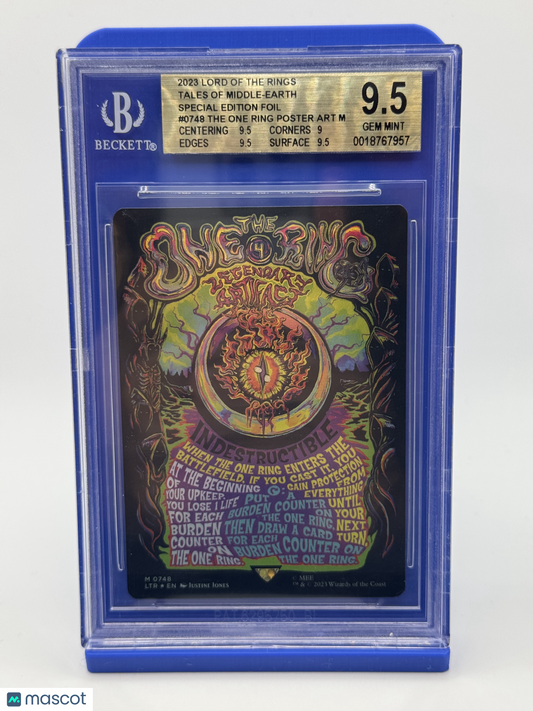 2023 LORD OF THE RINGS
TALES OF MIDDLE-EARTH
SPECIAL EDITION FOIL
#0748 THE ONE RING POSTER ART M
CENTERING 9.5 CORNERS 9
EDGES 9.5 SURFACE 9.5
9.5
GEM MINT
0018767957
B
BECKETT®
THE
ONE 4 RING
LEGENDARY
ARTIFACT
INDESTRUCTIBLE
WHEN THE ONE RING ENTERS THE
BATTLEFIELD, IF YOU CAST IT, YOU
GAIN PROTECTION FROM
EVERYTHING
UNTIL
YOUR
NEXT
TURN.
AT THE BEGINNING
OF YOUR UPKEEP,
YOU LOSE 1 LIFE
FOR EACH
BURDEN
COUNTER
ON
THE ONE RING.
PUT A
BURDEN COUNTER
ON
THE ONE RING,
THEN DRAW A CARD
FOR EACH
BURDEN COUNTER ON
THE ONE RING.
M 0748
LTR ★ EN JUSTINE JONES
© MEE
™ & © 2023 Wizards of the Coast
mascot